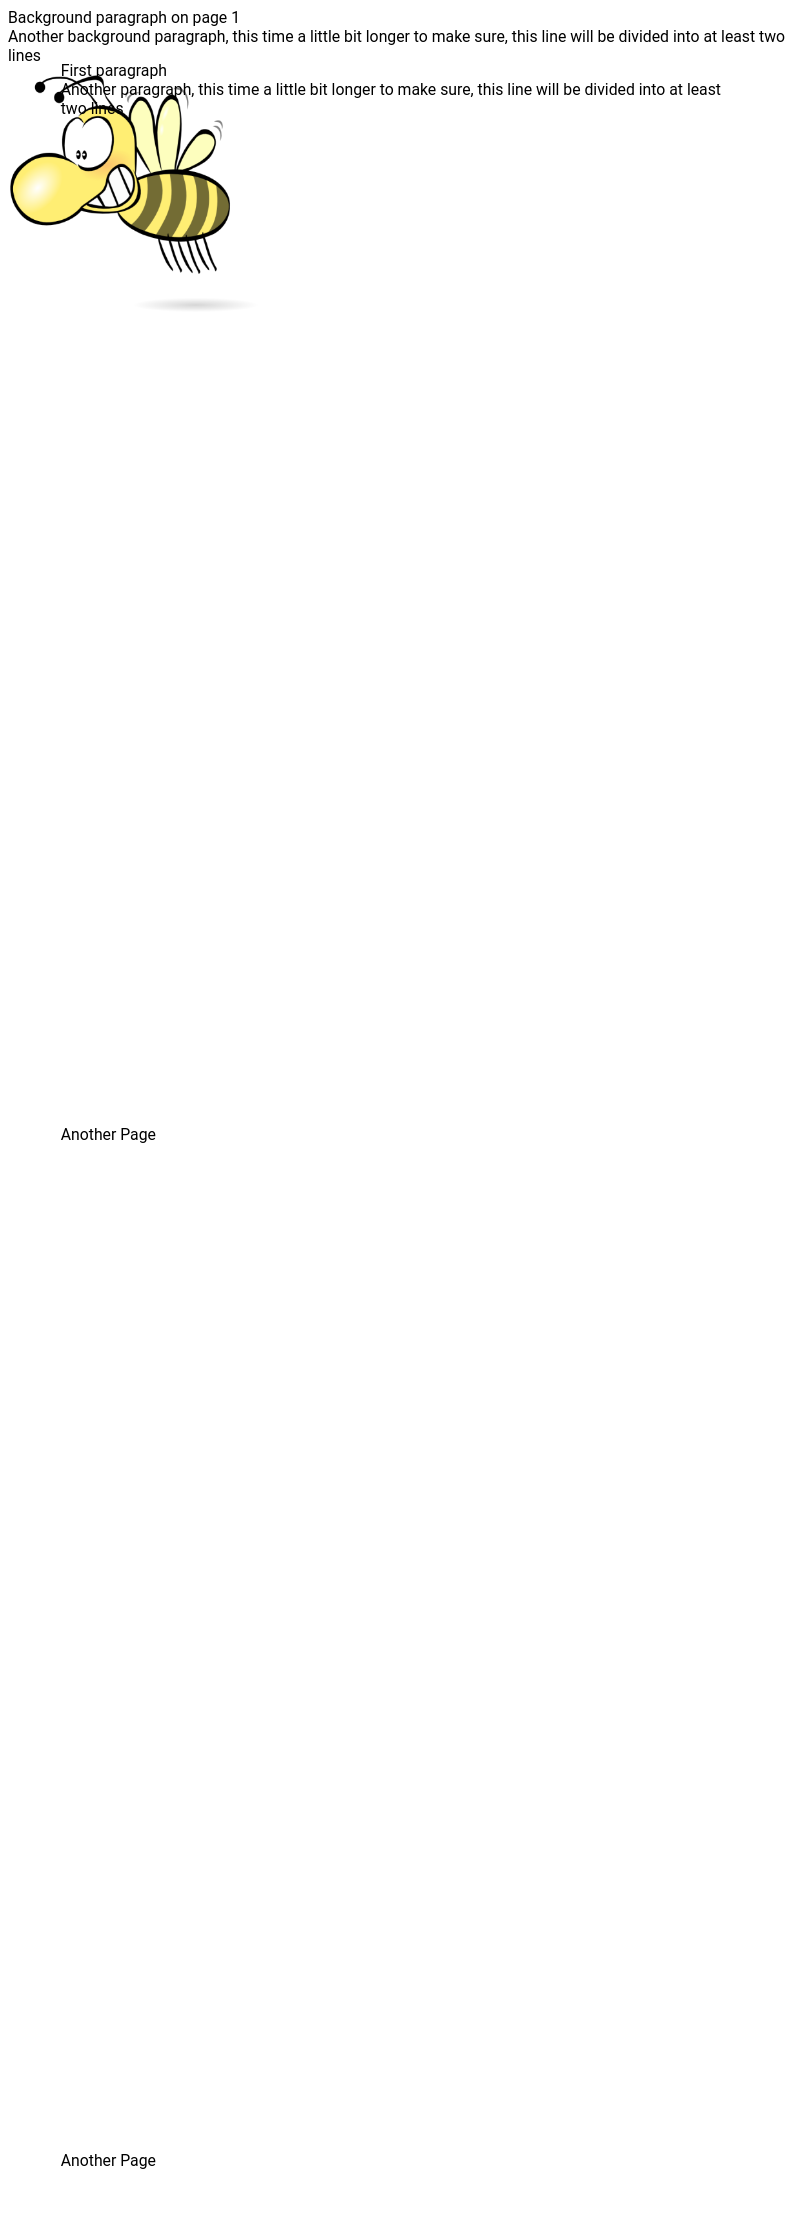 Background paragraph on page 1
Another background paragraph, this time a little bit longer to make sure, this line will be divided into at least two
lines
First paragraph
Another paragraph, this time a little bit longer to make sure, this line will be divided into at least
two lines
Another Page
Another Page